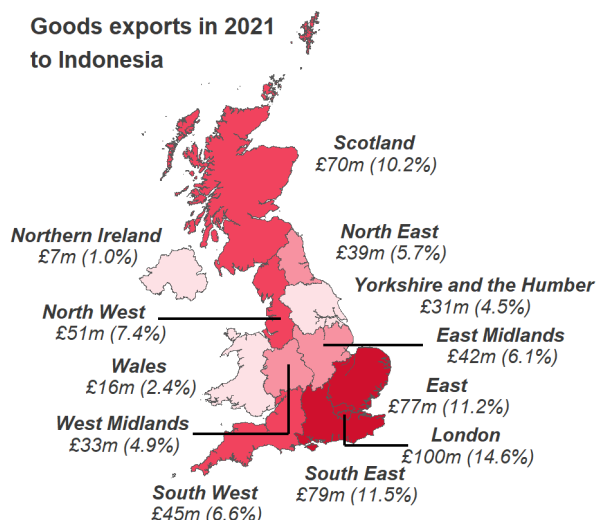 Goods exports in 2021
to Indonesia
Scotland
£70m (10.2%)
Northern Ireland
£7m (1.0%)
North East
£39m (5.7%)
Yorkshire and the Humber
£31m (4.5%)
North West
£51m (7.4%)
East Midlands
£42m (6.1%)
Wales
£16m (2.4%)
East
£77m (11.2%)
West Midlands
£33m (4.9%)
London
£100m (14.6%)
South East
£79m (11.5%)
South West
£45m (6.6%)